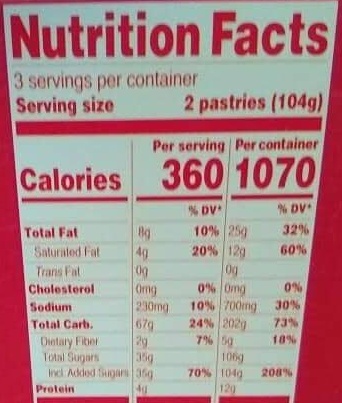 Nutrition Facts
3 servings per container
Serving size 2 pastries (104g)
Per serving Per container
Calories 360 1070
% DV* % DV*
Total Fat 8g 10% 25g 32%
Saturated Fat 4g 20% 12g 60%
Trans Fat 0g 0g
Cholesterol 0mg 0% 0mg 0%
Sodium 230mg 10% 700mg 30%
Total Carb. 67g 24% 202g 73%
Dietary Fiber 2g 7% 5g 18%
Total Sugars 35g 106g
Incl. Added Sugars 35g 70% 104g 208%
Protein 4g 12g